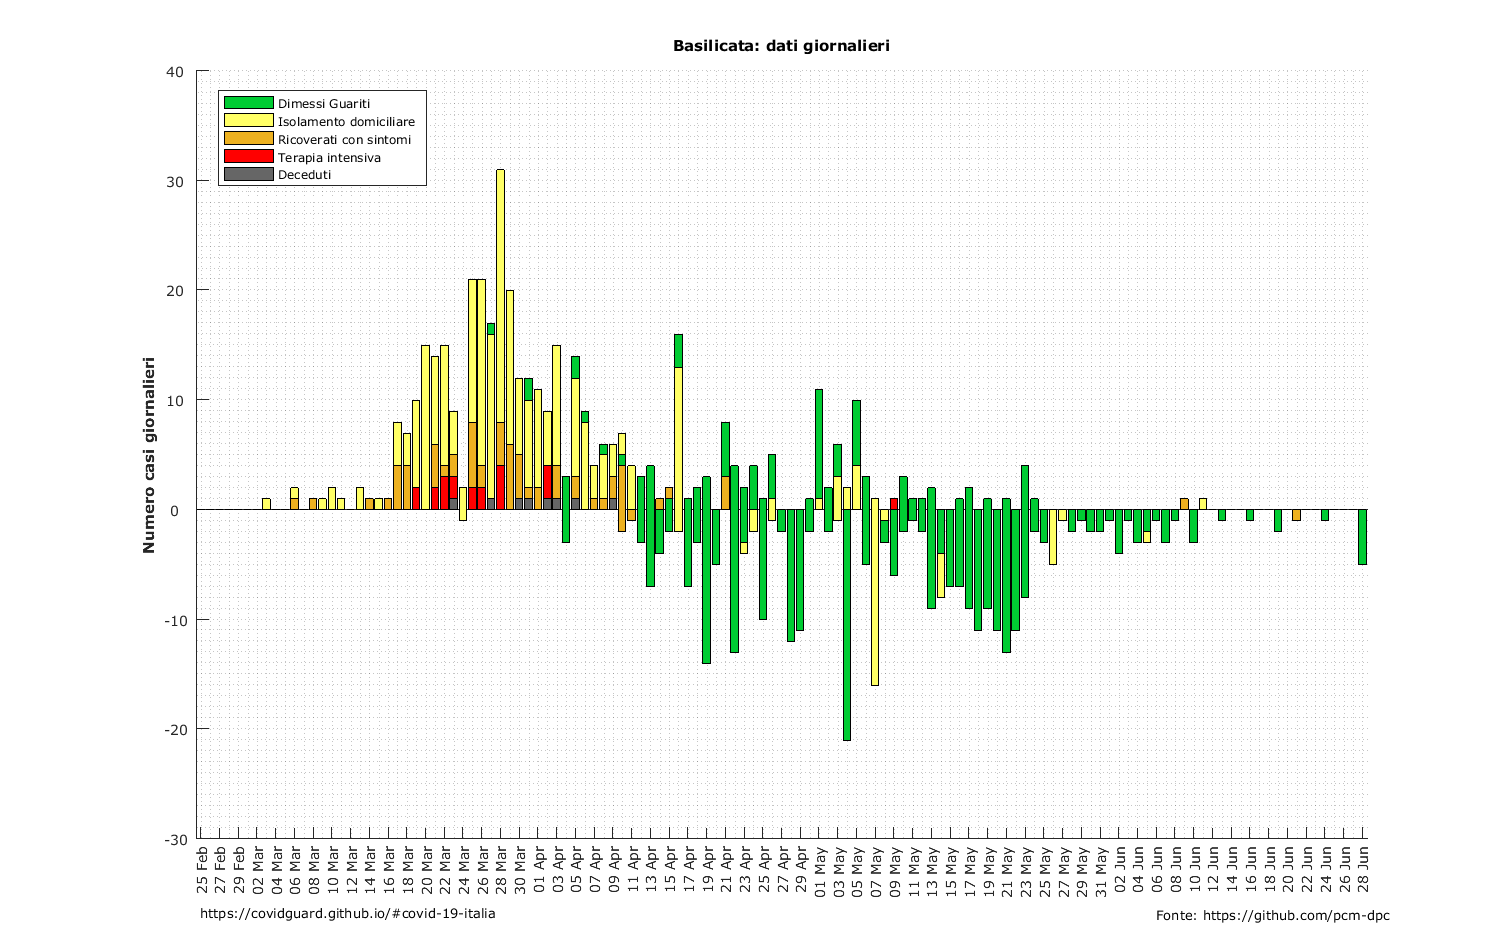 Basilicata: dati giornalieri
Dimessi Guariti
Isolamento domiciliare
Ricoverati con sintomi
Terapia intensiva
Deceduti
Numero casi giornalieri
40
30
20
10
0
-10
-20
-30
25 Feb
27 Feb
29 Feb
02 Mar
04 Mar
06 Mar
08 Mar
10 Mar
12 Mar
14 Mar
16 Mar
18 Mar
20 Mar
22 Mar
24 Mar
26 Mar
28 Mar
30 Mar
01 Apr
03 Apr
05 Apr
07 Apr
09 Apr
11 Apr
13 Apr
15 Apr
17 Apr
19 Apr
21 Apr
23 Apr
25 Apr
27 Apr
29 Apr
01 May
03 May
05 May
07 May
09 May
11 May
13 May
15 May
17 May
19 May
21 May
23 May
25 May
27 May
29 May
31 May
02 Jun
04 Jun
06 Jun
08 Jun
10 Jun
12 Jun
14 Jun
16 Jun
18 Jun
20 Jun
22 Jun
24 Jun
26 Jun
28 Jun
https://covidguard.github.io/#covid-19-italia
Fonte: https://github.com/pcm-dpc